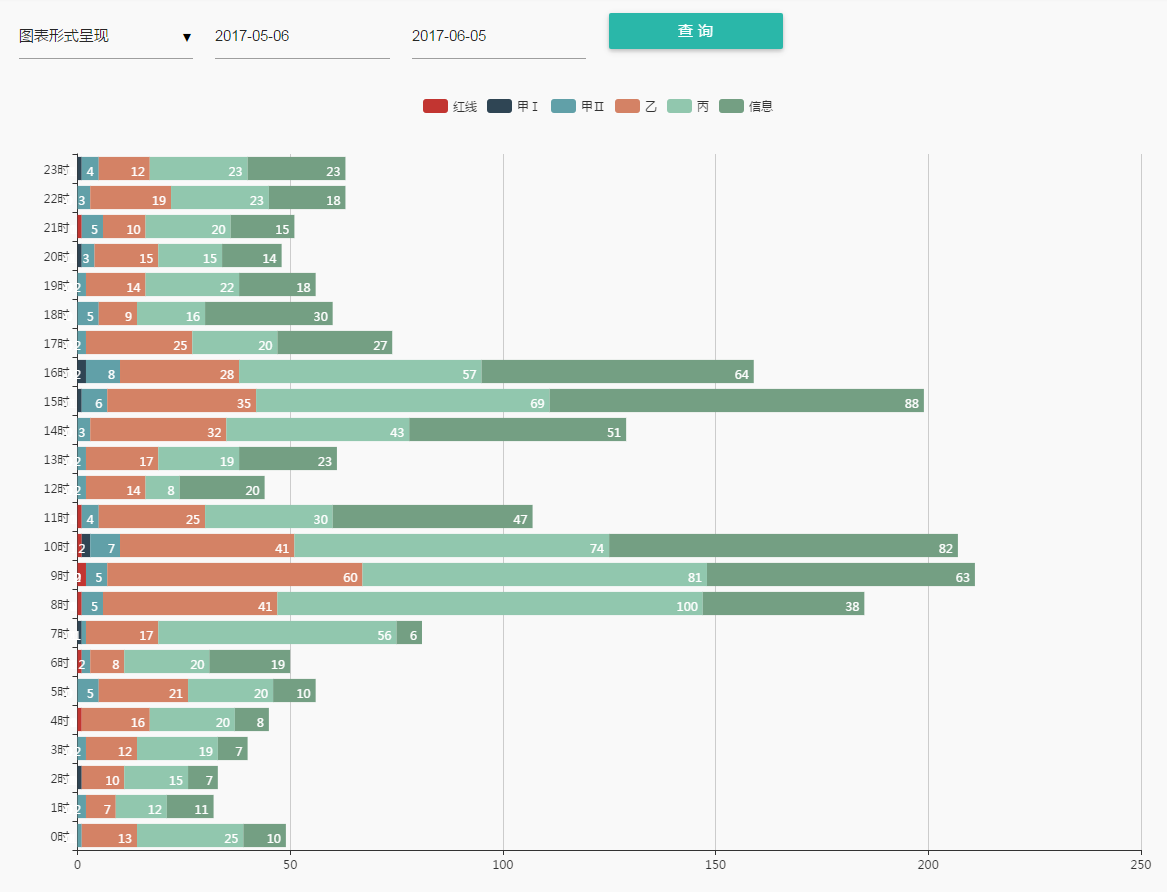 图表形式呈现 ▼ 2017-05-06 2017-06-05 查 询
红线 甲Ⅰ 甲Ⅱ 乙 丙 信息
23时 4 12 23 23
22时 3 19 23 18
21时 5 10 20 15
20时 3 15 15 14
19时 2 14 22 18
18时 5 9 16 30
17时 2 25 20 27
16时 2 8 28 57 64
15时 6 35 69 88
14时 3 32 43 51
13时 2 17 19 23
12时 2 14 8 20
11时 4 25 30 47
10时 2 7 41 74 82
9时 5 60 81 63
8时 5 41 100 38
7时 1 17 56 6
6时 2 8 20 19
5时 5 21 20 10
4时 16 20 8
3时 2 12 19 7
2时 10 15 7
1时 2 7 12 11
0时 13 25 10
0 50 100 150 200 250